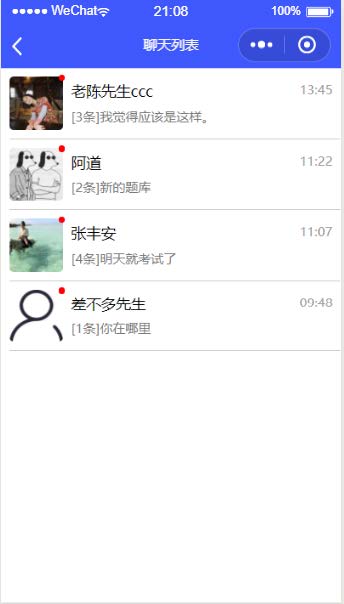 WeChat 21:08 100%
聊天列表
老陈先生ccc 13:45
[3条]我觉得应该是这样。
阿道 11:22
[2条]新的题库
张丰安 11:07
[4条]明天就考试了
差不多先生 09:48
[1条]你在哪里